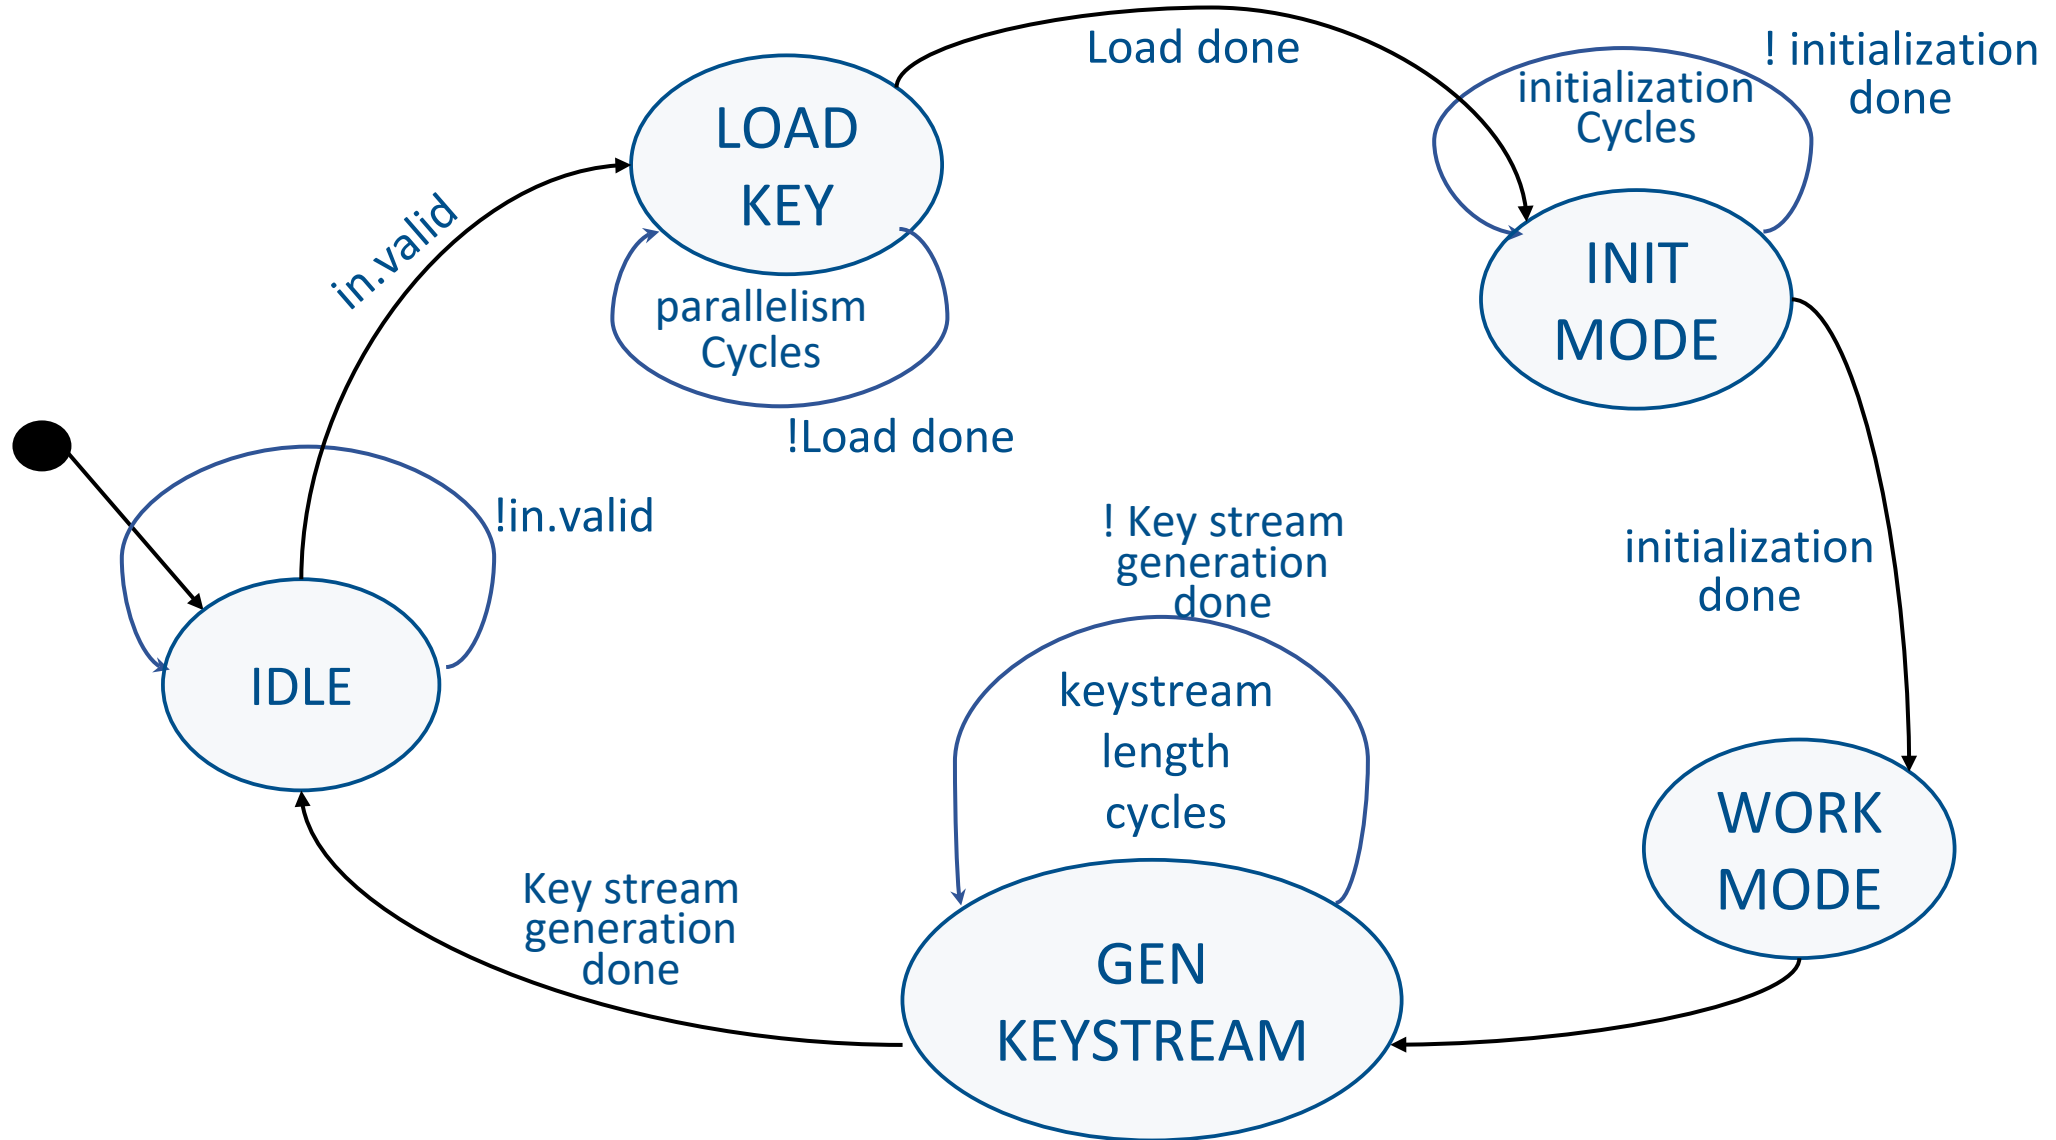 Load done
! initialization
done
initialization
Cycles
LOAD
KEY
in.valid
INIT
MODE
parallelism
Cycles
!Load done
!in.valid
! Key stream
generation
done
initialization
done
IDLE
keystream
length
cycles
WORK
MODE
Key stream
generation
done
GEN
KEYSTREAM